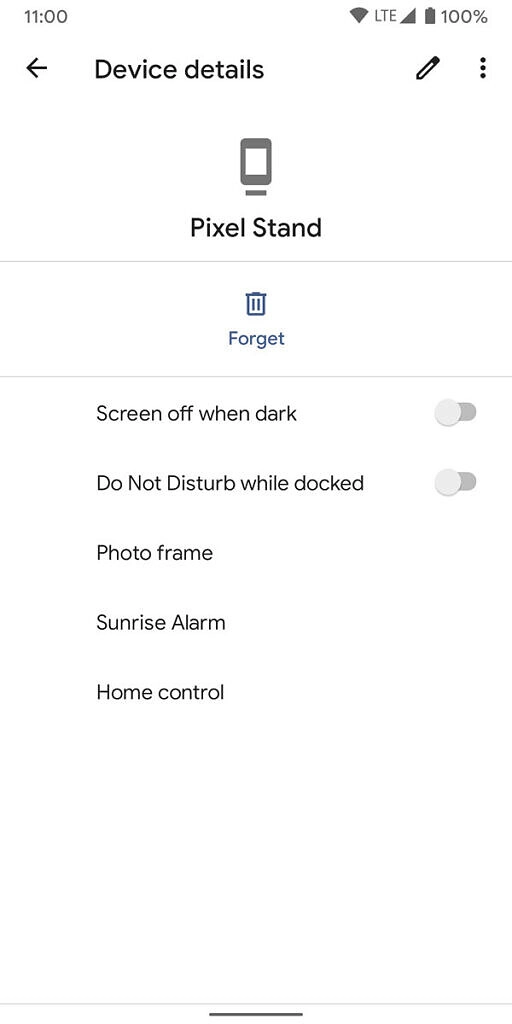 11:00 LTE 100%
Device details
Pixel Stand
Forget
Screen off when dark
Do Not Disturb while docked
Photo frame
Sunrise Alarm
Home control